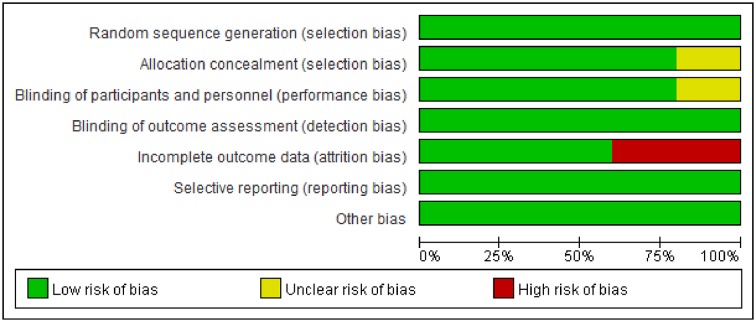 Random sequence generation (selection bias)
Allocation concealment (selection bias)
Blinding of participants and personnel (performance bias)
Blinding of outcome assessment (detection bias)
Incomplete outcome data (attrition bias)
Selective reporting (reporting bias)
Other bias
0% 25% 50% 75% 100%
Low risk of bias Unclear risk of bias High risk of bias